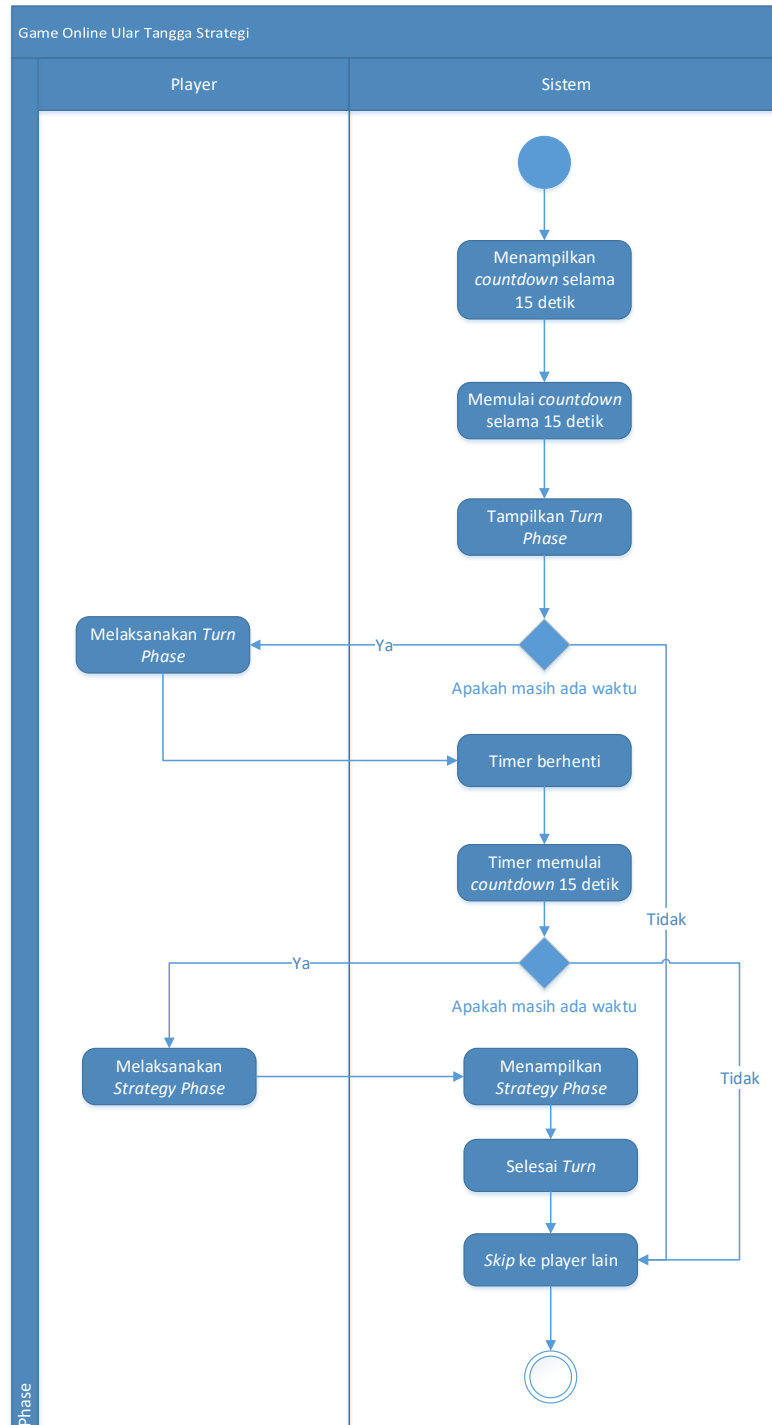 Game Online Ular Tangga Strategi
Player
Sistem
Menampilkan
countdown selama
15 detik
Memulai countdown
selama 15 detik
Tampilkan Turn
Phase
Melaksanakan Turn
Phase
Ya
Apakah masih ada waktu
Timer berhenti
Timer memulai
countdown 15 detik
Tidak
Ya
Apakah masih ada waktu
Melaksanakan
Strategy Phase
Menampilkan
Strategy Phase
Tidak
Selesai Turn
Skip ke player lain
Phase